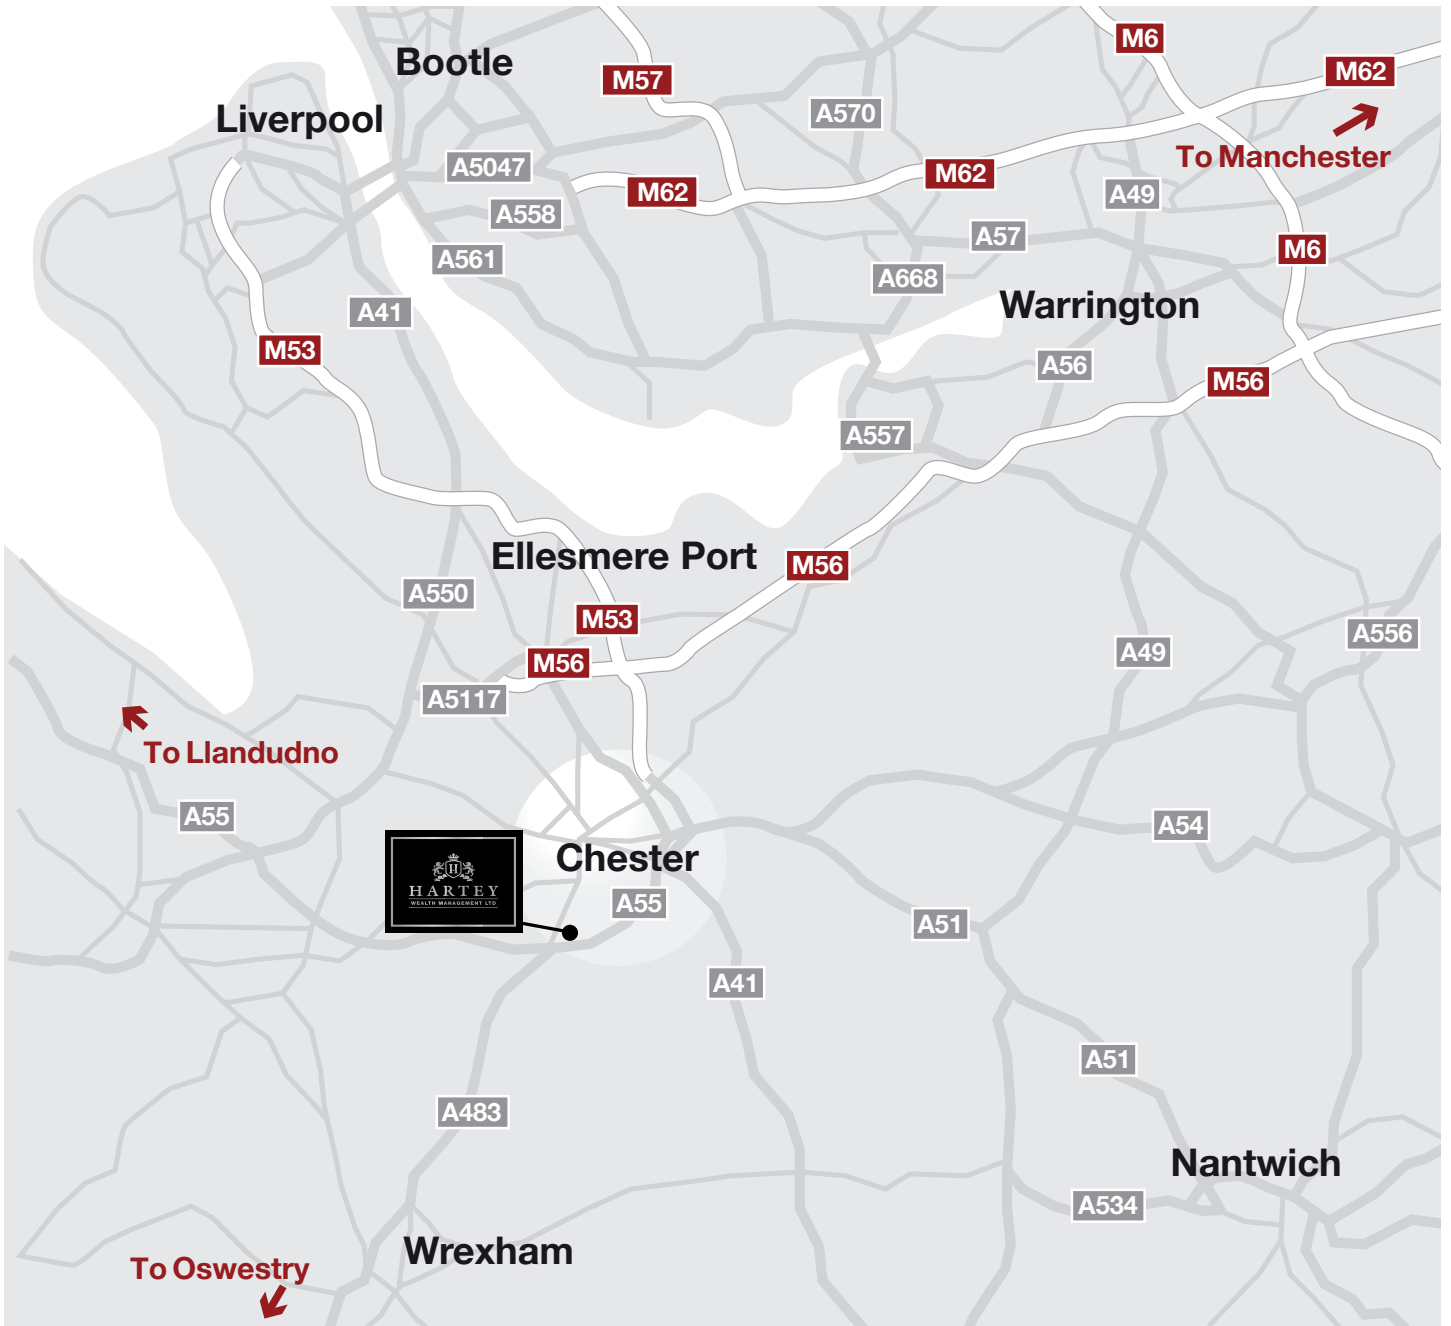 M6
Bootle
M57
M62
A570
Liverpool
To Manchester
A5047
M62
M62
A49
A558
A57
M6
A561
A668
A41
Warrington
M53
A56
M56
A557
Ellesmere Port
M56
A550
M53
A556
M56
A49
A5117
To Llandudno
A55
A54
Chester
H
HARTEY
WEALTH MANAGEMENT LTD
A55
A51
A41
A51
A483
Nantwich
A534
Wrexham
To Oswestry